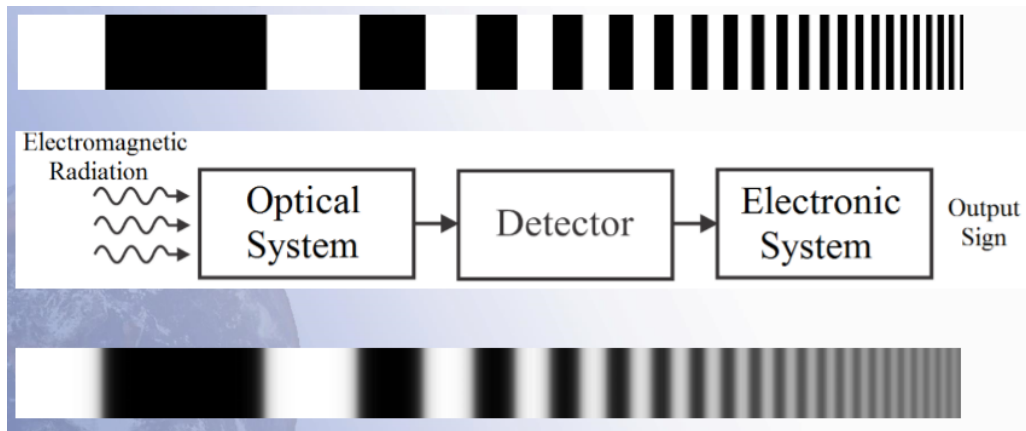 Electromagnetic
Radiation
Optical
System
Detector
Electronic
System
Output
Sign